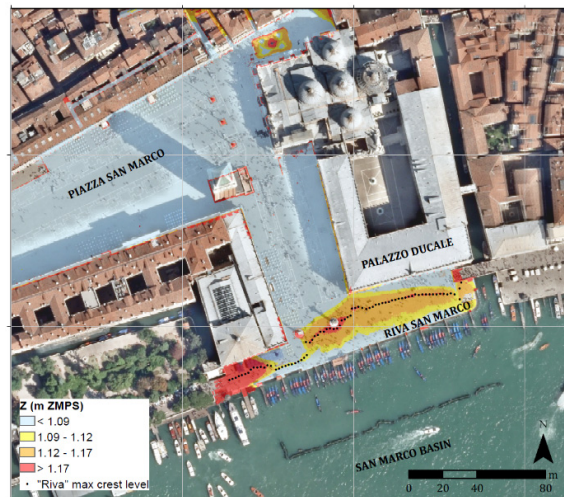 PIAZZA SAN MARCO
PALAZZO DUCALE
RIVA SAN MARCO
SAN MARCO BASIN
Z (m ZMPS)
< 1.09
1.09 - 1.12
1.12 - 1.17
> 1.17
"Riva" max crest level
N
0 20 40 80
m